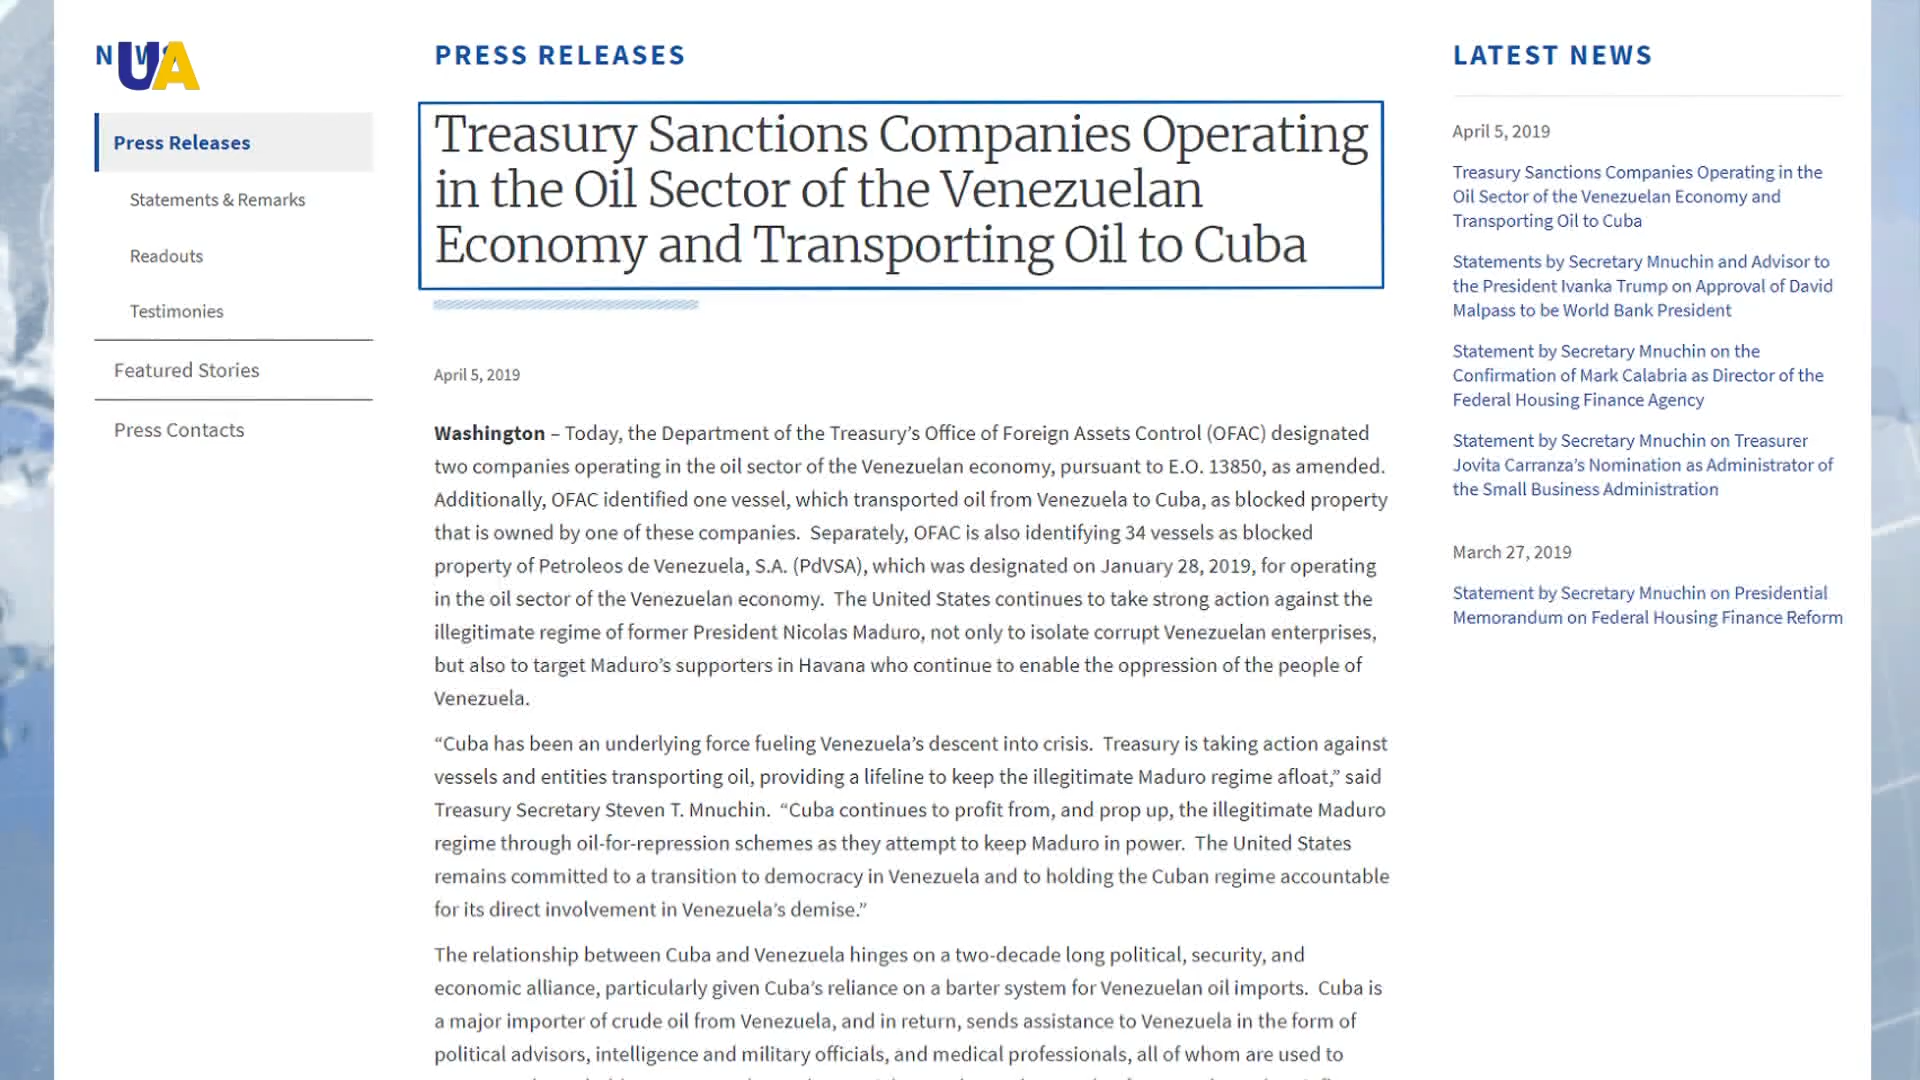 NEWS
UA
Press Releases
Statements & Remarks
Readouts
Testimonies
Featured Stories
Press Contacts
PRESS RELEASES
Treasury Sanctions Companies Operating
in the Oil Sector of the Venezuelan
Economy and Transporting Oil to Cuba
April 5, 2019
Washington – Today, the Department of the Treasury’s Office of Foreign Assets Control (OFAC) designated
two companies operating in the oil sector of the Venezuelan economy, pursuant to E.O. 13850, as amended.
Additionally, OFAC identified one vessel, which transported oil from Venezuela to Cuba, as blocked property
that is owned by one of these companies.  Separately, OFAC is also identifying 34 vessels as blocked
property of Petroleos de Venezuela, S.A. (PdVSA), which was designated on January 28, 2019, for operating
in the oil sector of the Venezuelan economy.  The United States continues to take strong action against the
illegitimate regime of former President Nicolas Maduro, not only to isolate corrupt Venezuelan enterprises,
but also to target Maduro’s supporters in Havana who continue to enable the oppression of the people of
Venezuela.
“Cuba has been an underlying force fueling Venezuela’s descent into crisis.  Treasury is taking action against
vessels and entities transporting oil, providing a lifeline to keep the illegitimate Maduro regime afloat,” said
Treasury Secretary Steven T. Mnuchin.  “Cuba continues to profit from, and prop up, the illegitimate Maduro
regime through oil-for-repression schemes as they attempt to keep Maduro in power.  The United States
remains committed to a transition to democracy in Venezuela and to holding the Cuban regime accountable
for its direct involvement in Venezuela’s demise.”
The relationship between Cuba and Venezuela hinges on a two-decade long political, security, and
economic alliance, particularly given Cuba’s reliance on a barter system for Venezuelan oil imports.  Cuba is
a major importer of crude oil from Venezuela, and in return, sends assistance to Venezuela in the form of
political advisors, intelligence and military officials, and medical professionals, all of whom are used to
LATEST NEWS
April 5, 2019
Treasury Sanctions Companies Operating in the
Oil Sector of the Venezuelan Economy and
Transporting Oil to Cuba
Statements by Secretary Mnuchin and Advisor to
the President Ivanka Trump on Approval of David
Malpass to be World Bank President
Statement by Secretary Mnuchin on the
Confirmation of Mark Calabria as Director of the
Federal Housing Finance Agency
Statement by Secretary Mnuchin on Treasurer
Jovita Carranza’s Nomination as Administrator of
the Small Business Administration
March 27, 2019
Statement by Secretary Mnuchin on Presidential
Memorandum on Federal Housing Finance Reform